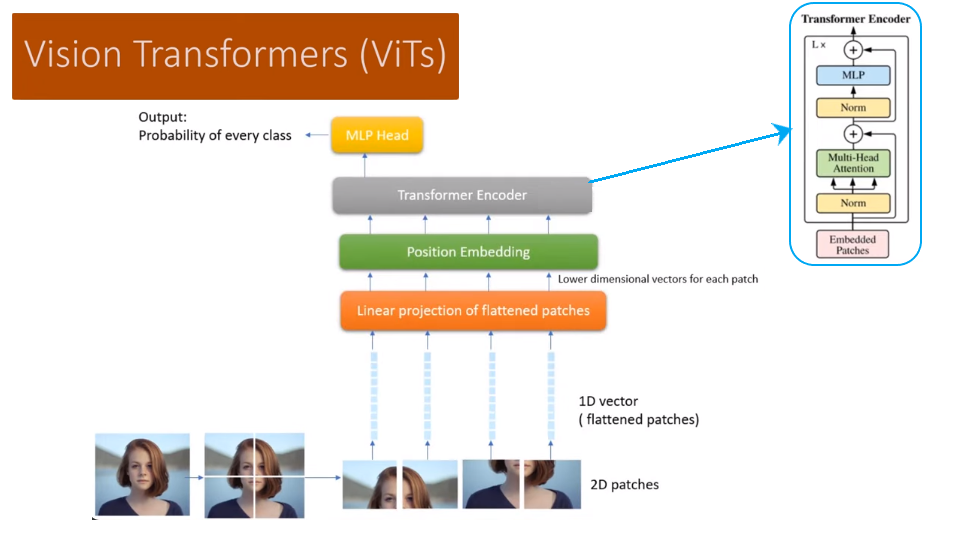 Vision Transformers (ViTs)
Transformer Encoder
L x
+
MLP
Norm
+
Multi-Head
Attention
Norm
Embedded
Patches
Output:
Probability of every class
MLP Head
Transformer Encoder
Position Embedding
Lower dimensional vectors for each patch
Linear projection of flattened patches
1D vector
( flattened patches)
2D patches